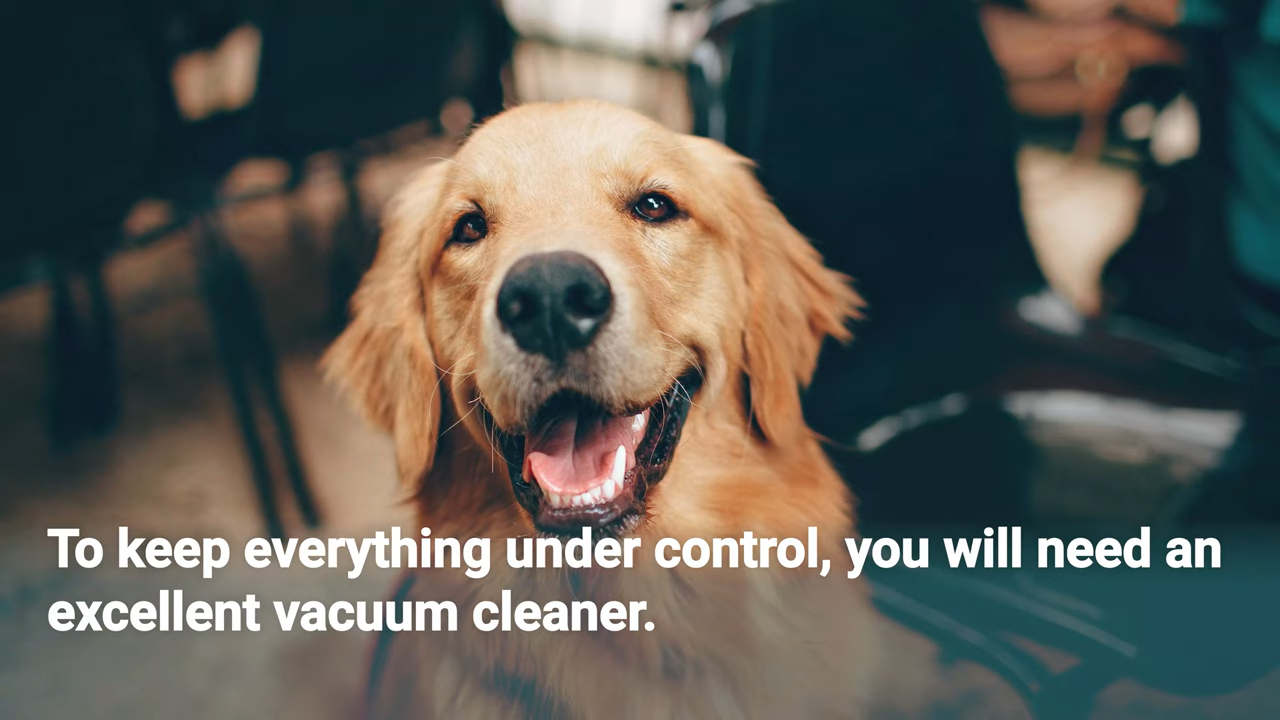 To keep everything under control, you will need an
excellent vacuum cleaner.